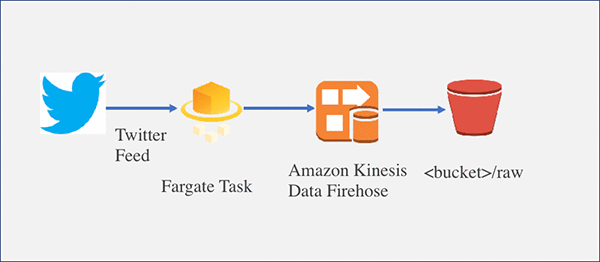 Twitter
Feed
Fargate Task
Amazon Kinesis
Data Firehose
<bucket>/raw